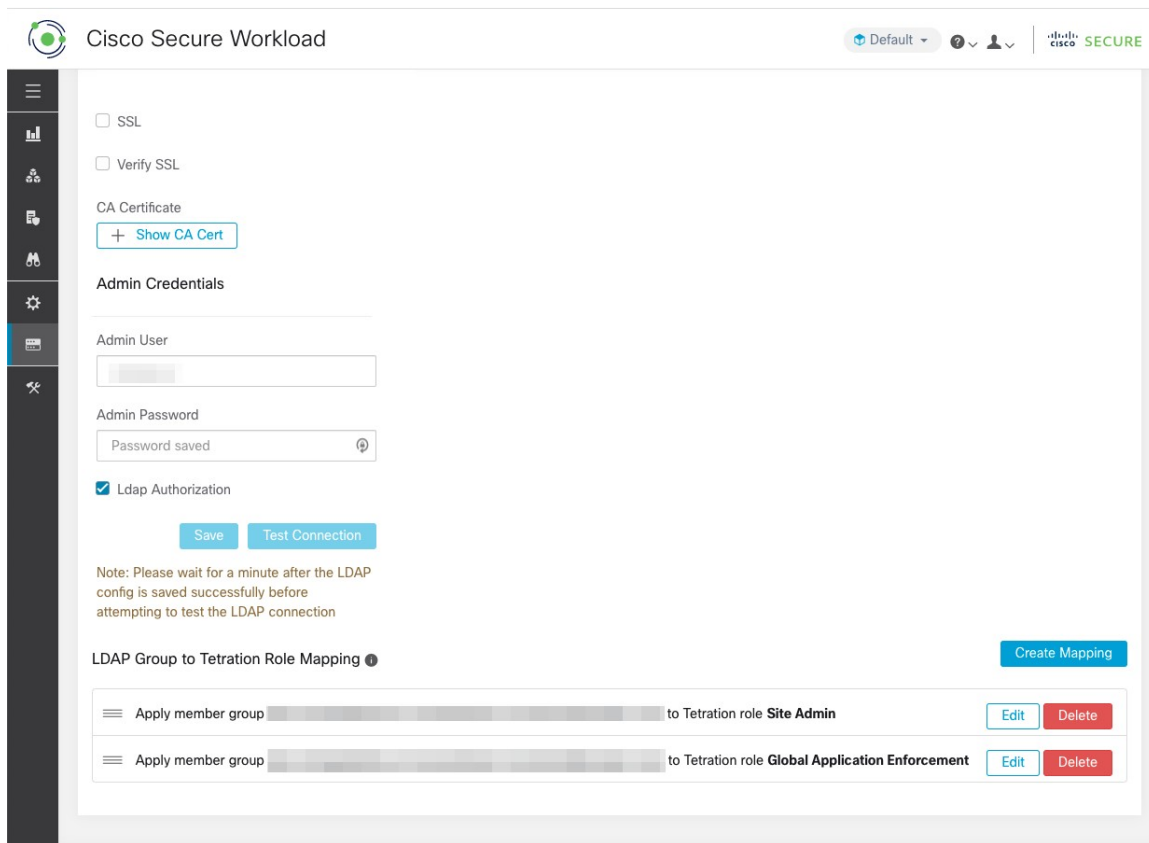 Cisco Secure Workload
Default
cisco SECURE
SSL
Verify SSL
CA Certificate
+ Show CA Cert
Admin Credentials
Admin User
Admin Password
Password saved
Ldap Authorization
Save Test Connection
Note: Please wait for a minute after the LDAP
config is saved successfully before
attempting to test the LDAP connection
LDAP Group to Tetration Role Mapping
Create Mapping
Apply member group to Tetration role Site Admin Edit Delete
Apply member group to Tetration role Global Application Enforcement Edit Delete